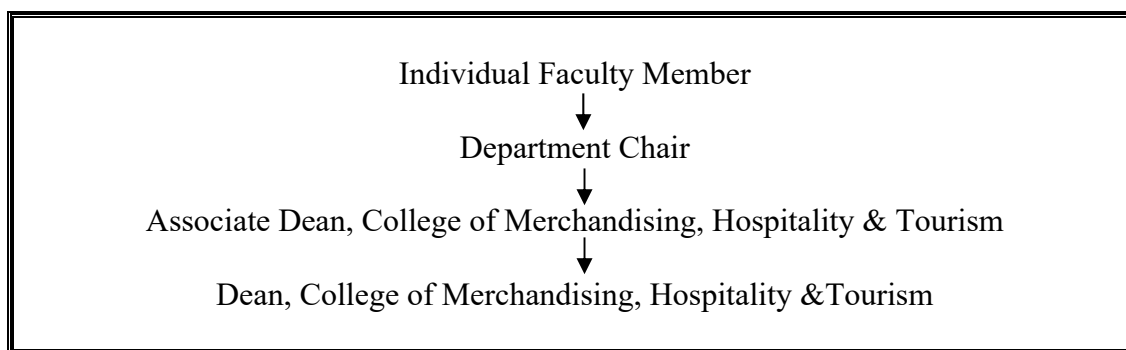 Individual Faculty Member
Department Chair
Associate Dean, College of Merchandising, Hospitality & Tourism
Dean, College of Merchandising, Hospitality &Tourism